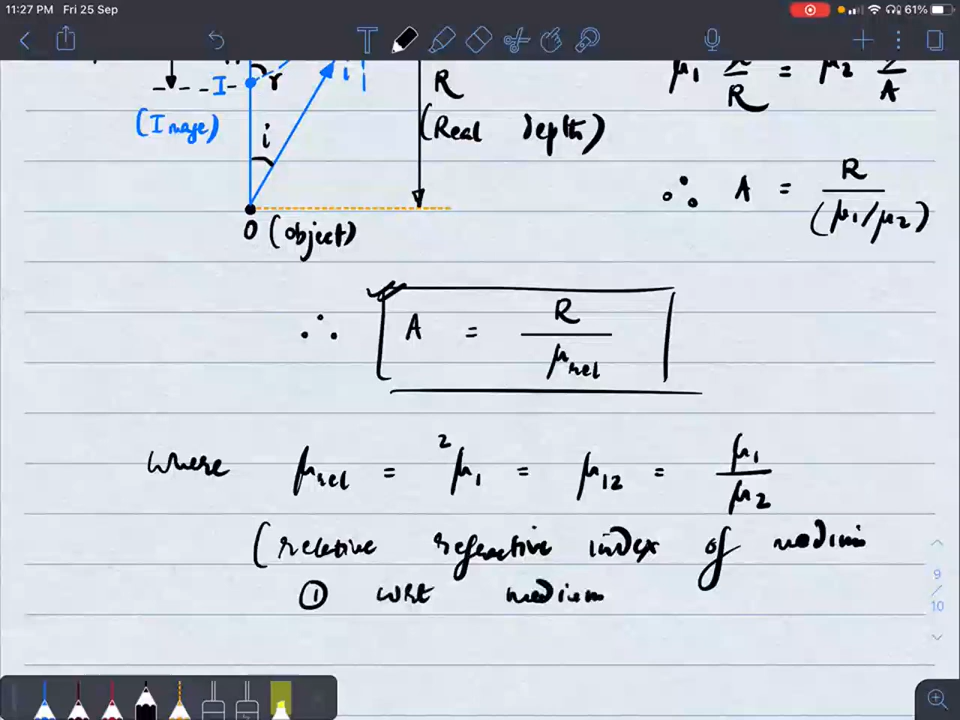 11:27 PM Fri 25 Sep
61%
I
r
i
(Image)
R
(Real depth)
i
O (object)
μ1 x/R = μ2 x/A
∴ A = R/(μ1/μ2)
∴ A = R/μrel
where μrel = ²μ1 = μ12 = μ1/μ2
(relative refractive index of medium
① wrt medium
9
/
10